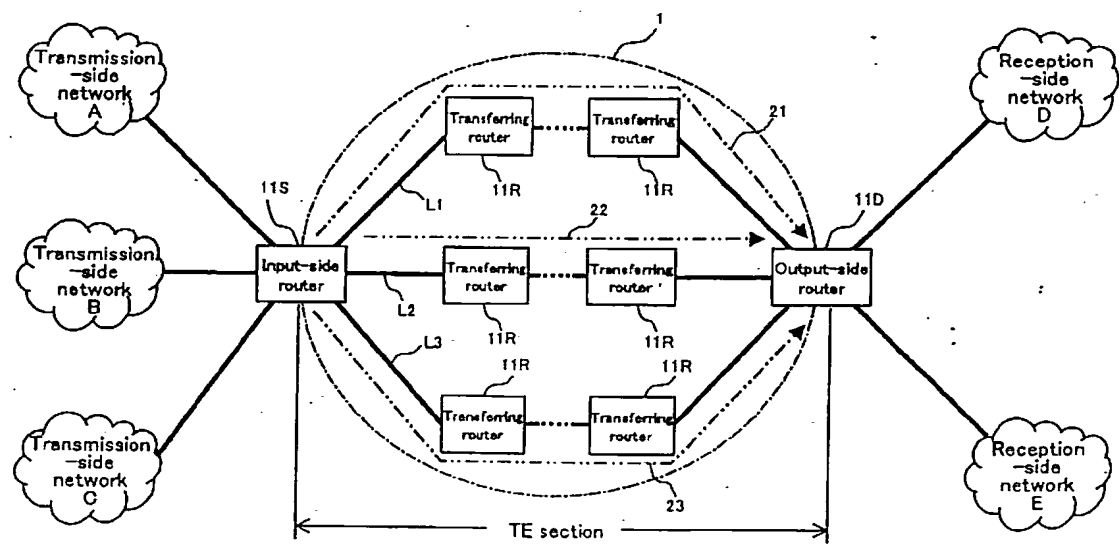 1
Transmission
-side
network
A
Reception
-side
network
D
Transferring
router
Transferring
router
21
11R
11R
11S
L1
22
11D
Transmission
-side
network
B
Input-side
router
Transferring
router
Transferring
router
Output-side
router
L2
11R
11R
L3
11R
11R
Transferring
router
Transferring
router
Transmission
-side
network
C
Reception
-side
network
E
23
TE section